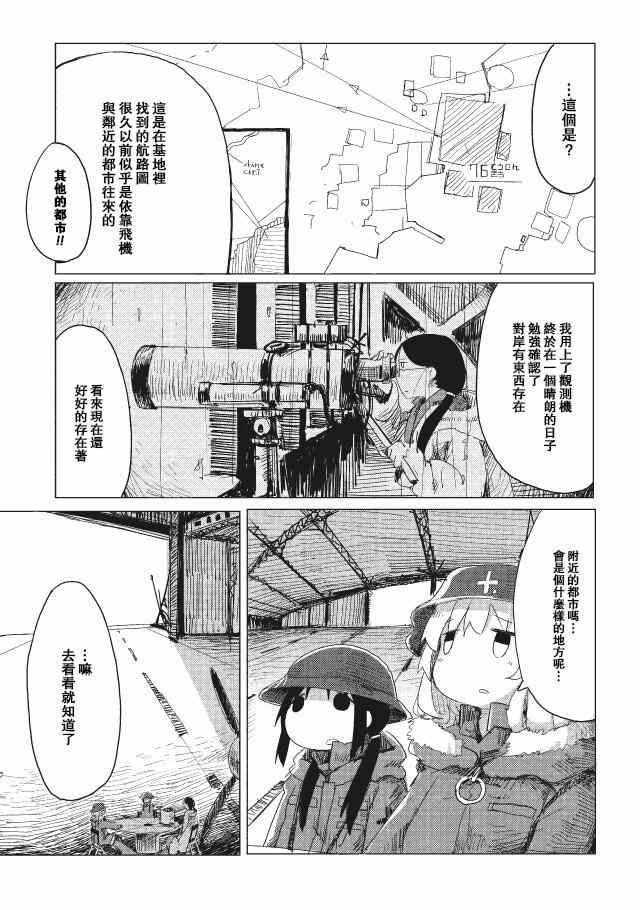 …這個是？
這是在基地裡
找到的航路圖
很久以前似乎是依靠飛機
與鄰近的都市往來的
其他的都市!!
我用上了觀測機
終於在一個晴朗的日子
勉強確認了
對岸有東西存在
看來現在還
好好的存在著
附近的都市嗎…
會是個什麼樣的地方呢…
…嘛
去看看就知道了